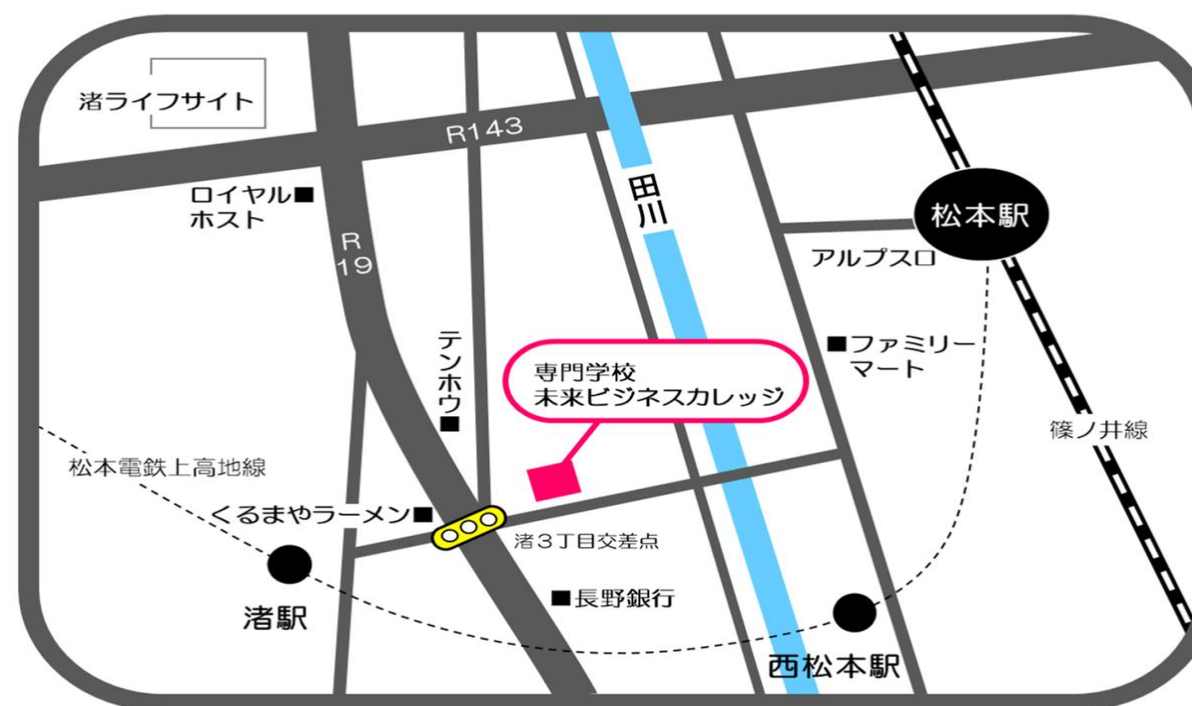 渚ライフサイト
R143
ロイヤル■
ホスト
R
19
田川
松本駅
アルプス口
テンホウ■
■ファミリー
マート
専門学校
未来ビジネスカレッジ
篠ノ井線
松本電鉄上高地線
くるまやラーメン■
渚3丁目交差点
■長野銀行
渚駅
西松本駅